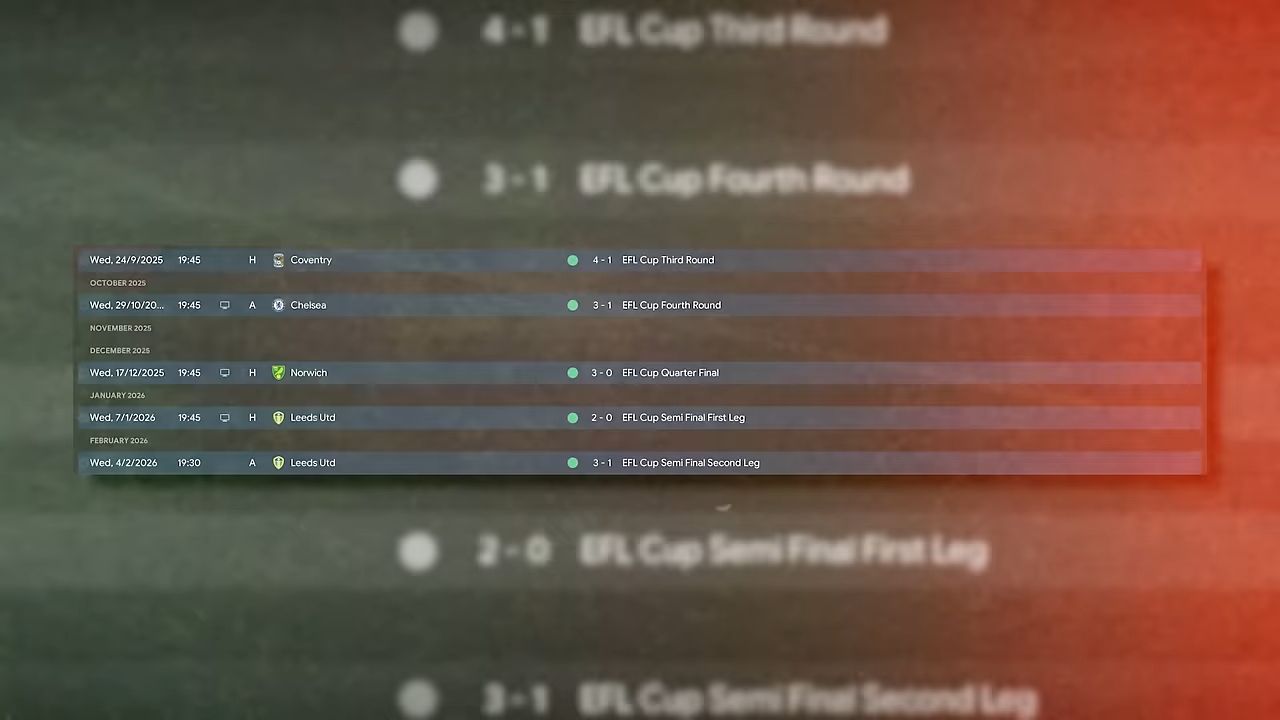 4 - 1 EFL Cup Third Round
3 - 1 EFL Cup Fourth Round
Wed, 24/9/2025 19:45 H Coventry 4 - 1 EFL Cup Third Round
OCTOBER 2025
Wed, 29/10/20... 19:45 A Chelsea 3 - 1 EFL Cup Fourth Round
NOVEMBER 2025
DECEMBER 2025
Wed, 17/12/2025 19:45 H Norwich 3 - 0 EFL Cup Quarter Final
JANUARY 2026
Wed, 7/1/2026 19:45 H Leeds Utd 2 - 0 EFL Cup Semi Final First Leg
FEBRUARY 2026
Wed, 4/2/2026 19:30 A Leeds Utd 3 - 1 EFL Cup Semi Final Second Leg
2 - 0 EFL Cup Semi Final First Leg
3 - 1 EFL Cup Semi Final Second Leg